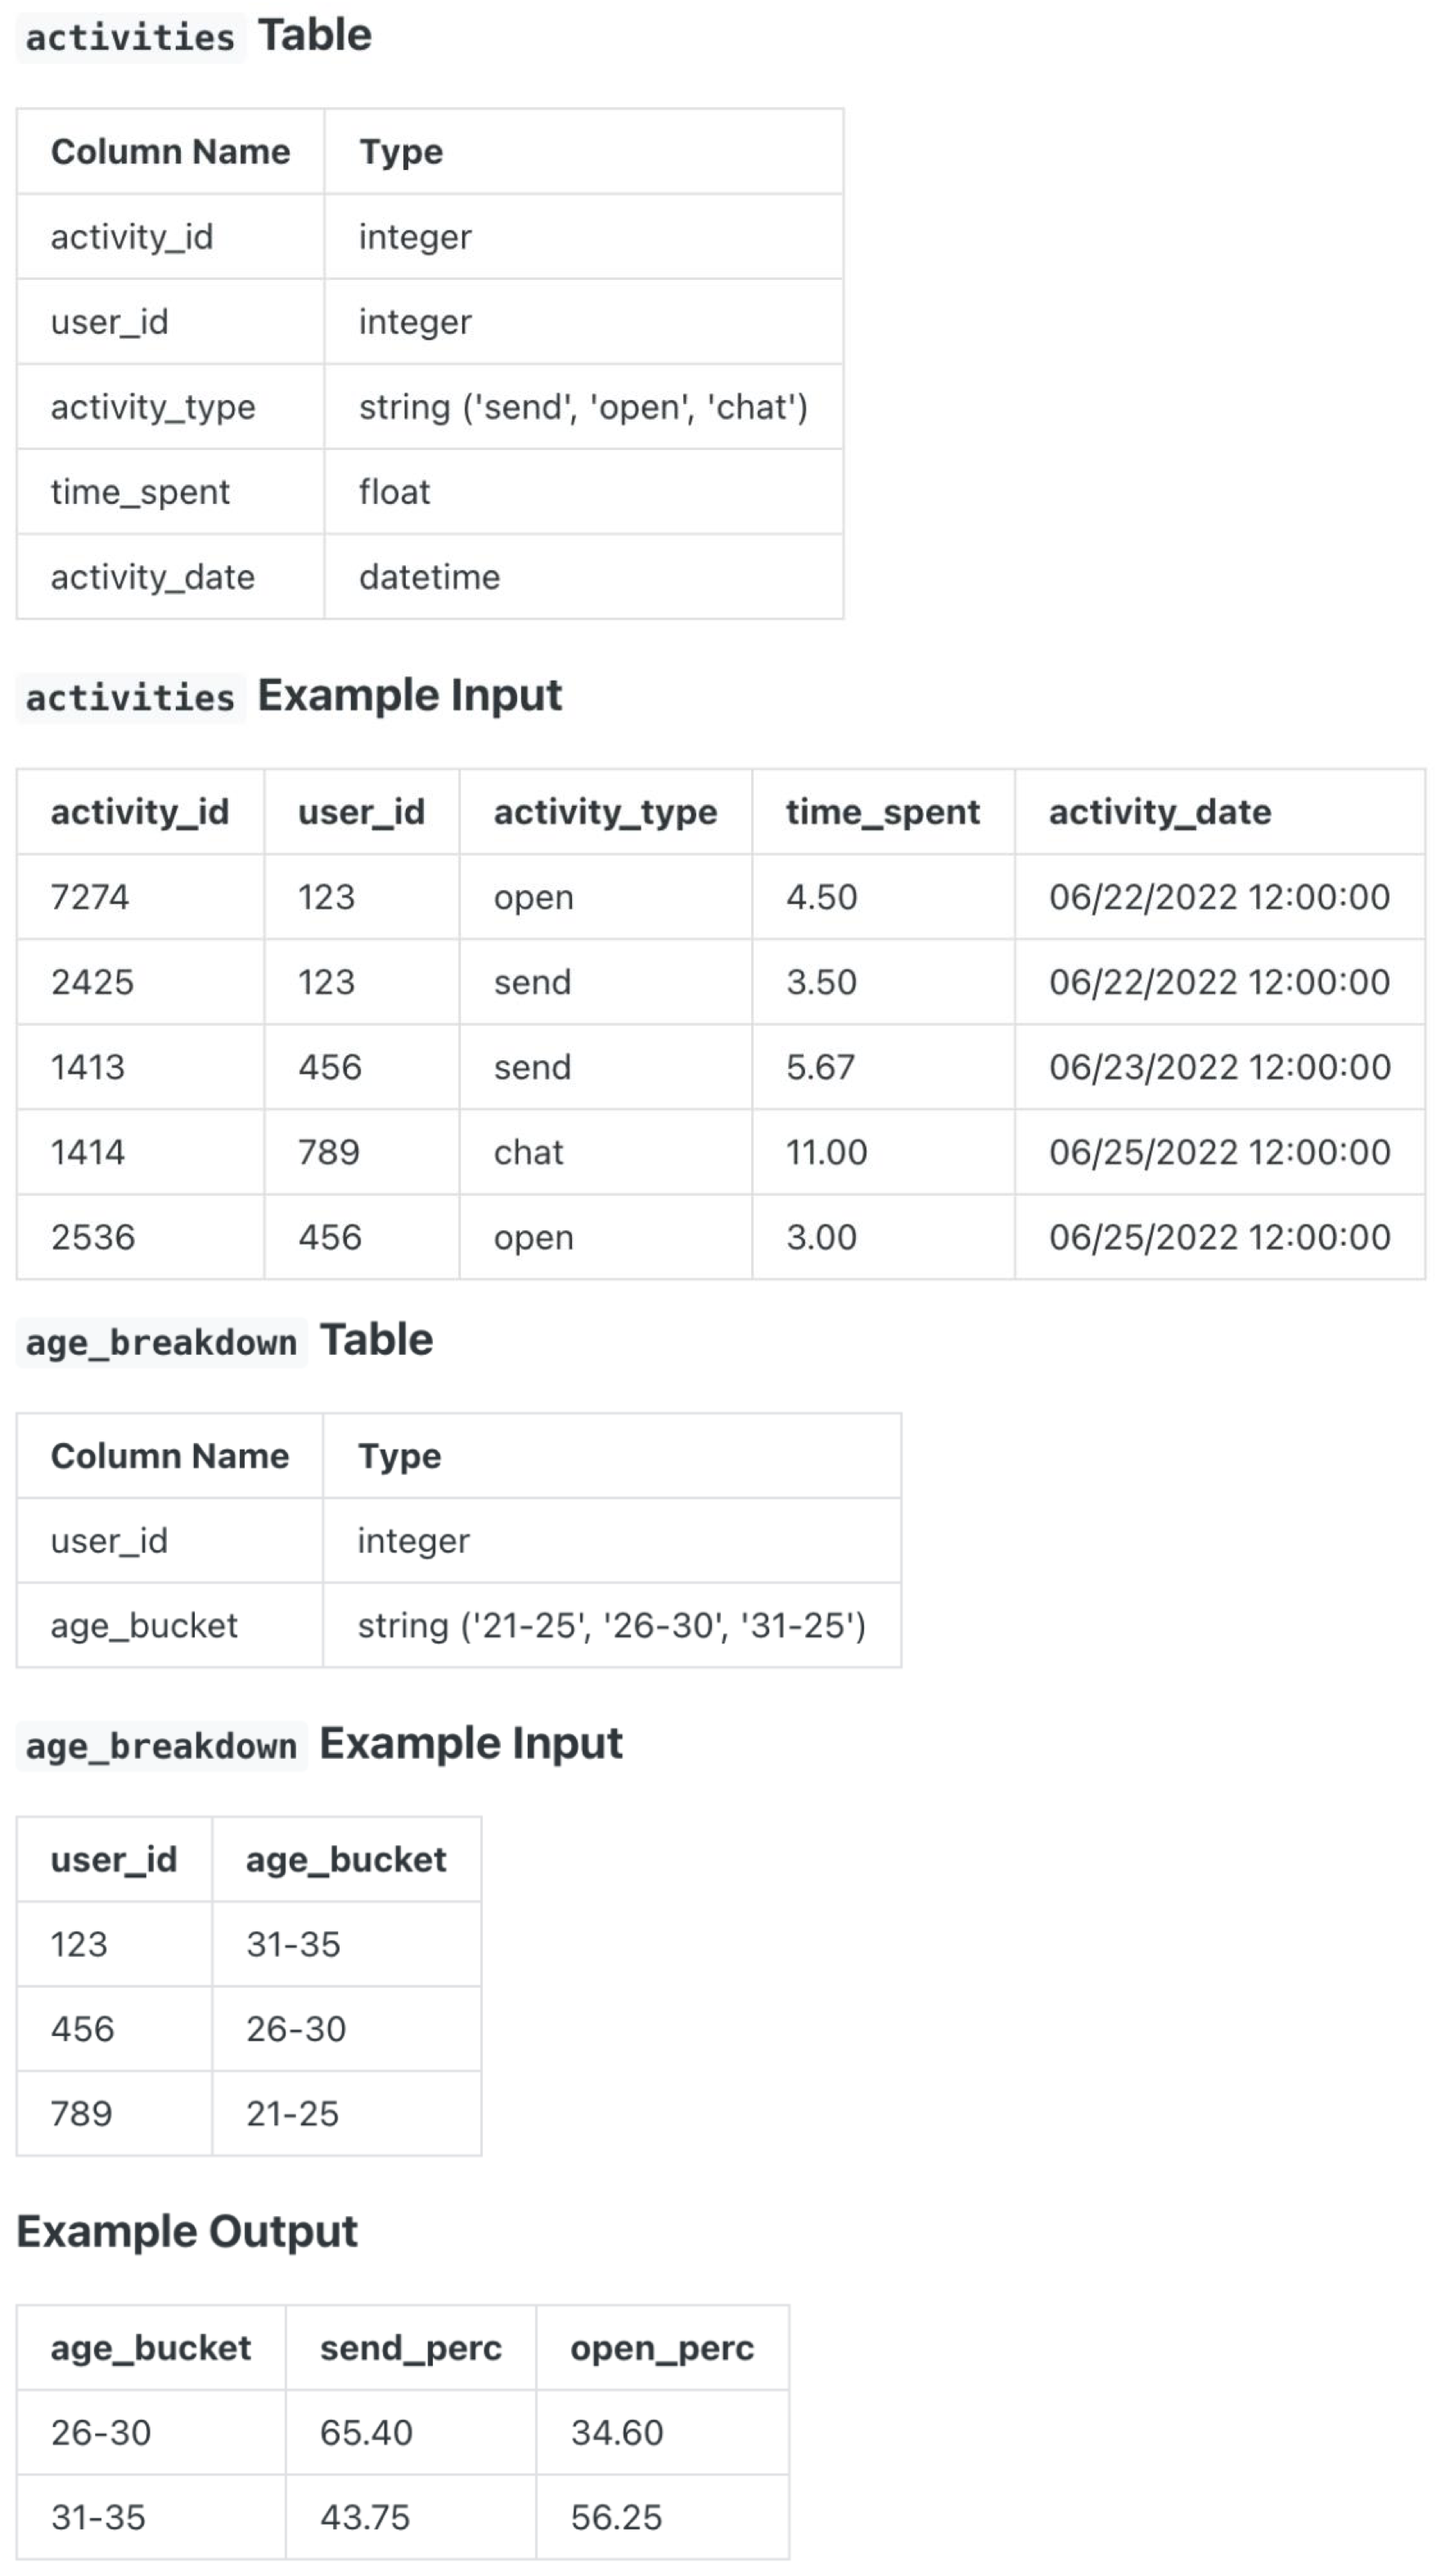 activities Table
Column Name Type
activity_id integer
user_id integer
activity_type string ('send', 'open', 'chat')
time_spent float
activity_date datetime
activities Example Input
activity_id user_id activity_type time_spent activity_date
7274 123 open 4.50 06/22/2022 12:00:00
2425 123 send 3.50 06/22/2022 12:00:00
1413 456 send 5.67 06/23/2022 12:00:00
1414 789 chat 11.00 06/25/2022 12:00:00
2536 456 open 3.00 06/25/2022 12:00:00
age_breakdown Table
Column Name Type
user_id integer
age_bucket string ('21-25', '26-30', '31-25')
age_breakdown Example Input
user_id age_bucket
123 31-35
456 26-30
789 21-25
Example Output
age_bucket send_perc open_perc
26-30 65.40 34.60
31-35 43.75 56.25